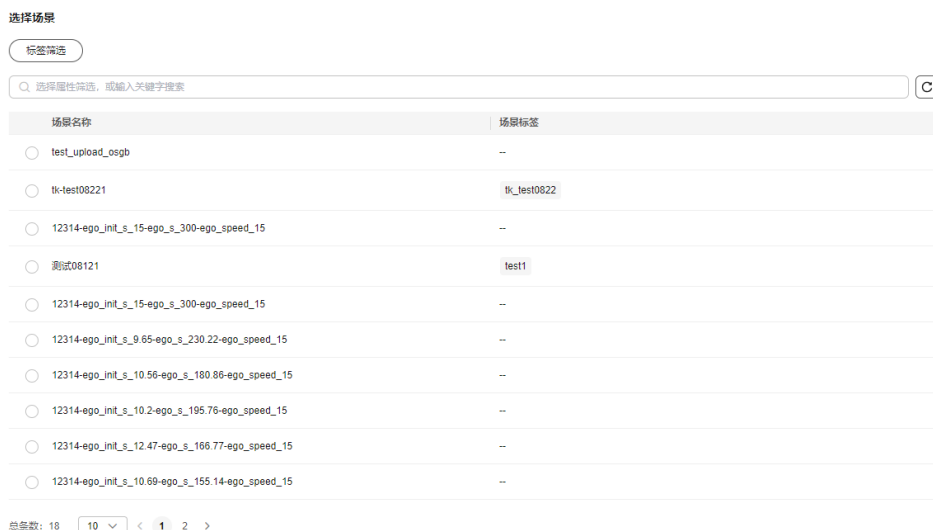 选择场景
标签筛选
选择属性筛选，或输入关键字搜索
场景名称 场景标签
test_upload_osgb --
tk-test08221 tk_test0822
12314-ego_init_s_15-ego_s_300-ego_speed_15 --
测试08121 test1
12314-ego_init_s_15-ego_s_300-ego_speed_15 --
12314-ego_init_s_9.65-ego_s_230.22-ego_speed_15 --
12314-ego_init_s_10.56-ego_s_180.86-ego_speed_15 --
12314-ego_init_s_10.2-ego_s_195.76-ego_speed_15 --
12314-ego_init_s_12.47-ego_s_166.77-ego_speed_15 --
12314-ego_init_s_10.69-ego_s_155.14-ego_speed_15 --
总条数: 18 10 < 1 2 >